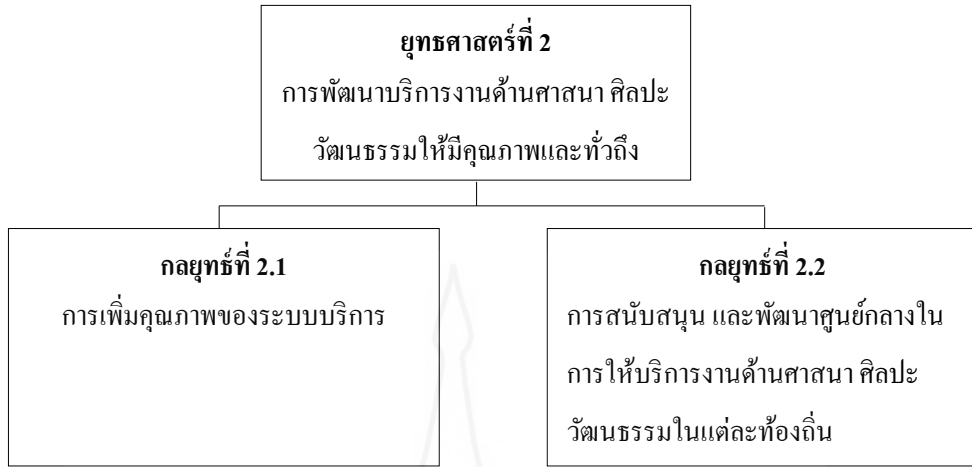 ยุทธศาสตร์ที่ 2
การพัฒนาบริการงานด้านศาสนา ศิลปะ
วัฒนธรรมให้มีคุณภาพและทั่วถึง
กลยุทธ์ที่ 2.1
การเพิ่มคุณภาพของระบบบริการ
กลยุทธ์ที่ 2.2
การสนับสนุน และพัฒนาศูนย์กลางใน
การให้บริการงานด้านศาสนา ศิลปะ
วัฒนธรรมในแต่ละท้องถิ่น